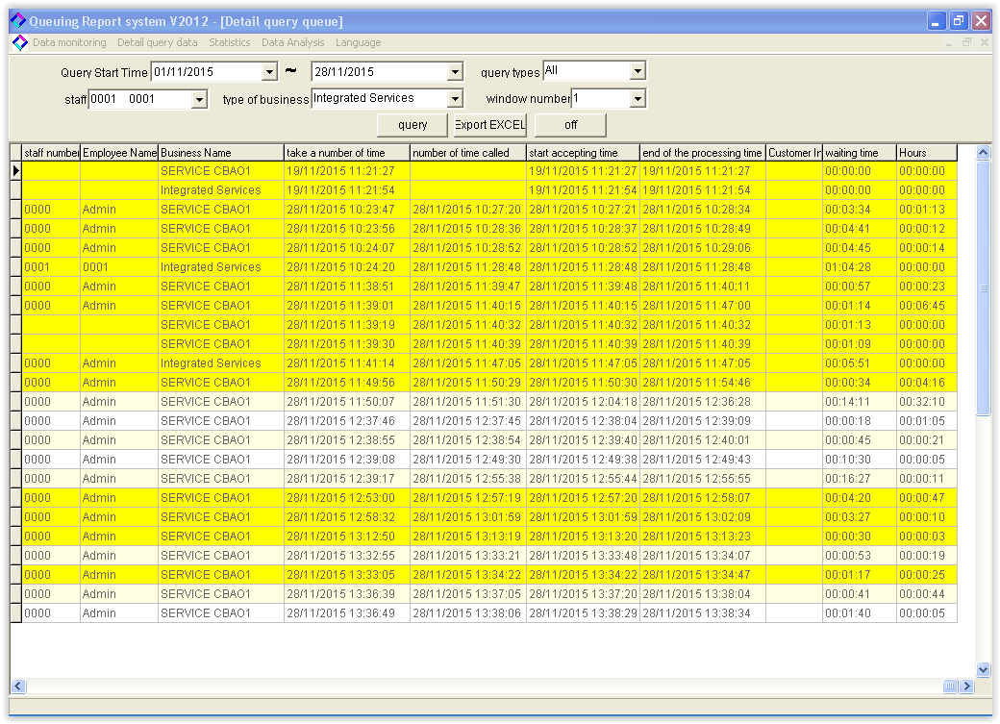 Queuing Report system V2012 - [Detail query queue]
Data monitoring Detail query data Statistics Data Analysis Language
Query Start Time 01/11/2015 ~ 28/11/2015 query types All
staff 0001 0001 type of business Integrated Services window number 1
query Export EXCEL off
staff number Employee Name Business Name take a number of time number of time called start accepting time end of the processing time Customer In waiting time Hours
SERVICE CBAO1 19/11/2015 11:21:27 19/11/2015 11:21:27 19/11/2015 11:21:27 00:00:00 00:00:00
Integrated Services 19/11/2015 11:21:54 19/11/2015 11:21:54 19/11/2015 11:21:54 00:00:00 00:00:00
0000 Admin SERVICE CBAO1 28/11/2015 10:23:47 28/11/2015 10:27:20 28/11/2015 10:27:21 28/11/2015 10:28:34 00:03:34 00:01:13
0000 Admin SERVICE CBAO1 28/11/2015 10:23:56 28/11/2015 10:28:36 28/11/2015 10:28:37 28/11/2015 10:28:49 00:04:41 00:00:12
0000 Admin SERVICE CBAO1 28/11/2015 10:24:07 28/11/2015 10:28:52 28/11/2015 10:28:52 28/11/2015 10:29:06 00:04:45 00:00:14
0001 0001 Integrated Services 28/11/2015 10:24:20 28/11/2015 11:28:48 28/11/2015 11:28:48 28/11/2015 11:28:48 01:04:28 00:00:00
0000 Admin SERVICE CBAO1 28/11/2015 11:38:51 28/11/2015 11:39:47 28/11/2015 11:39:48 28/11/2015 11:40:11 00:00:57 00:00:23
0000 Admin SERVICE CBAO1 28/11/2015 11:39:01 28/11/2015 11:40:15 28/11/2015 11:40:15 28/11/2015 11:47:00 00:01:14 00:06:45
SERVICE CBAO1 28/11/2015 11:39:19 28/11/2015 11:40:32 28/11/2015 11:40:32 28/11/2015 11:40:32 00:01:13 00:00:00
SERVICE CBAO1 28/11/2015 11:39:30 28/11/2015 11:40:39 28/11/2015 11:40:39 28/11/2015 11:40:39 00:01:09 00:00:00
0000 Admin Integrated Services 28/11/2015 11:41:14 28/11/2015 11:47:05 28/11/2015 11:47:05 28/11/2015 11:47:05 00:05:51 00:00:00
0000 Admin SERVICE CBAO1 28/11/2015 11:49:56 28/11/2015 11:50:29 28/11/2015 11:50:30 28/11/2015 11:54:46 00:00:34 00:04:16
0000 Admin SERVICE CBAO1 28/11/2015 11:50:07 28/11/2015 11:51:30 28/11/2015 12:04:18 28/11/2015 12:36:28 00:14:11 00:32:10
0000 Admin SERVICE CBAO1 28/11/2015 12:37:46 28/11/2015 12:37:45 28/11/2015 12:38:04 28/11/2015 12:39:09 00:00:18 00:01:05
0000 Admin SERVICE CBAO1 28/11/2015 12:38:55 28/11/2015 12:38:54 28/11/2015 12:39:40 28/11/2015 12:40:01 00:00:45 00:00:21
0000 Admin SERVICE CBAO1 28/11/2015 12:39:08 28/11/2015 12:49:30 28/11/2015 12:49:38 28/11/2015 12:49:43 00:10:30 00:00:05
0000 Admin SERVICE CBAO1 28/11/2015 12:39:17 28/11/2015 12:55:38 28/11/2015 12:55:44 28/11/2015 12:55:55 00:16:27 00:00:11
0000 Admin SERVICE CBAO1 28/11/2015 12:53:00 28/11/2015 12:57:19 28/11/2015 12:57:20 28/11/2015 12:58:07 00:04:20 00:00:47
0000 Admin SERVICE CBAO1 28/11/2015 12:58:32 28/11/2015 13:01:59 28/11/2015 13:01:59 28/11/2015 13:02:09 00:03:27 00:00:10
0000 Admin SERVICE CBAO1 28/11/2015 13:12:50 28/11/2015 13:13:19 28/11/2015 13:13:20 28/11/2015 13:13:23 00:00:30 00:00:03
0000 Admin SERVICE CBAO1 28/11/2015 13:32:55 28/11/2015 13:33:21 28/11/2015 13:33:48 28/11/2015 13:34:07 00:00:53 00:00:19
0000 Admin SERVICE CBAO1 28/11/2015 13:33:05 28/11/2015 13:34:22 28/11/2015 13:34:22 28/11/2015 13:34:47 00:01:17 00:00:25
0000 Admin SERVICE CBAO1 28/11/2015 13:36:39 28/11/2015 13:37:05 28/11/2015 13:37:20 28/11/2015 13:38:04 00:00:41 00:00:44
0000 Admin SERVICE CBAO1 28/11/2015 13:36:49 28/11/2015 13:38:06 28/11/2015 13:38:29 28/11/2015 13:38:34 00:01:40 00:00:05